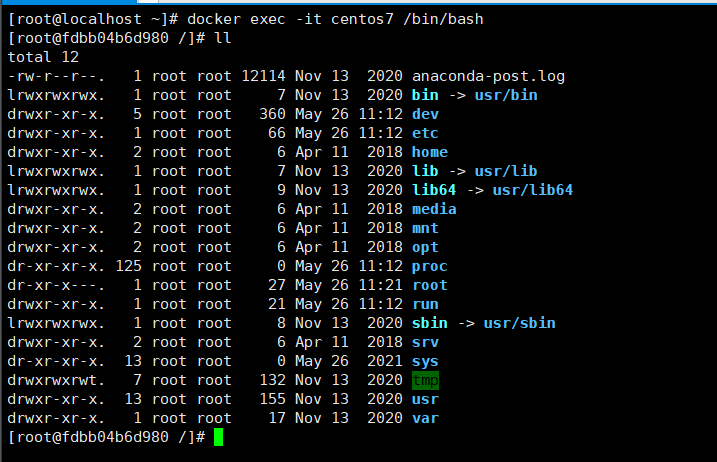 [root@localhost ~]# docker exec -it centos7 /bin/bash
[root@fdbb04b6d980 /]# ll
total 12
-rw-r--r--.   1 root root 12114 Nov 13  2020 anaconda-post.log
lrwxrwxrwx.   1 root root     7 Nov 13  2020 bin -> usr/bin
drwxr-xr-x.   5 root root   360 May 26 11:12 dev
drwxr-xr-x.   1 root root    66 May 26 11:12 etc
drwxr-xr-x.   2 root root     6 Apr 11  2018 home
lrwxrwxrwx.   1 root root     7 Nov 13  2020 lib -> usr/lib
lrwxrwxrwx.   1 root root     9 Nov 13  2020 lib64 -> usr/lib64
drwxr-xr-x.   2 root root     6 Apr 11  2018 media
drwxr-xr-x.   2 root root     6 Apr 11  2018 mnt
drwxr-xr-x.   2 root root     6 Apr 11  2018 opt
dr-xr-xr-x. 125 root root     0 May 26 11:12 proc
dr-xr-x---.   1 root root    27 May 26 11:21 root
drwxr-xr-x.   1 root root    21 May 26 11:12 run
lrwxrwxrwx.   1 root root     8 Nov 13  2020 sbin -> usr/sbin
drwxr-xr-x.   2 root root     6 Apr 11  2018 srv
dr-xr-xr-x.  13 root root     0 May 26  2021 sys
drwxrwxrwt.   7 root root   132 Nov 13  2020 tmp
drwxr-xr-x.  13 root root   155 Nov 13  2020 usr
drwxr-xr-x.   1 root root    17 Nov 13  2020 var
[root@fdbb04b6d980 /]#